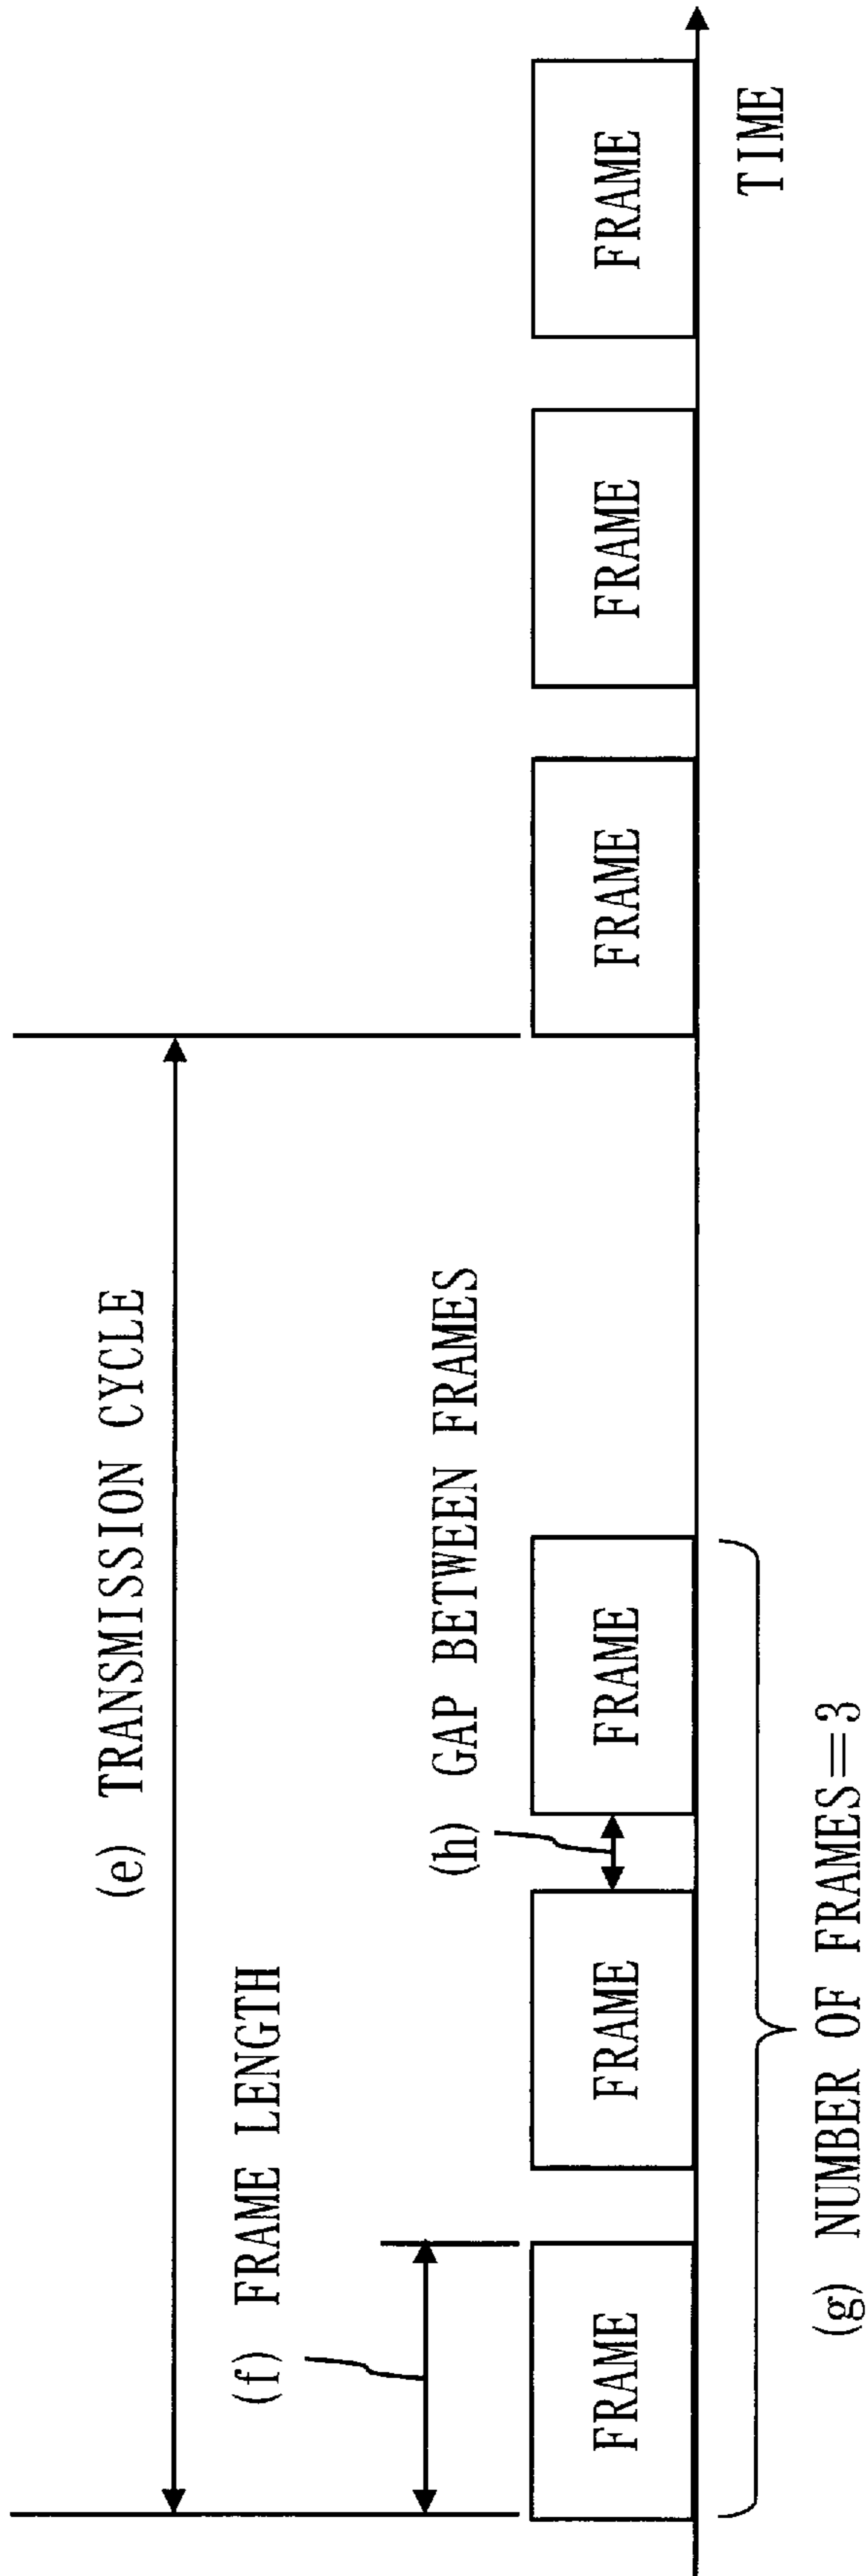 (e) TRANSMISSION CYCLE
(f) FRAME LENGTH
(h) GAP BETWEEN FRAMES
FRAME
FRAME
FRAME
FRAME
FRAME
FRAME
TIME
(g) NUMBER OF FRAMES=3